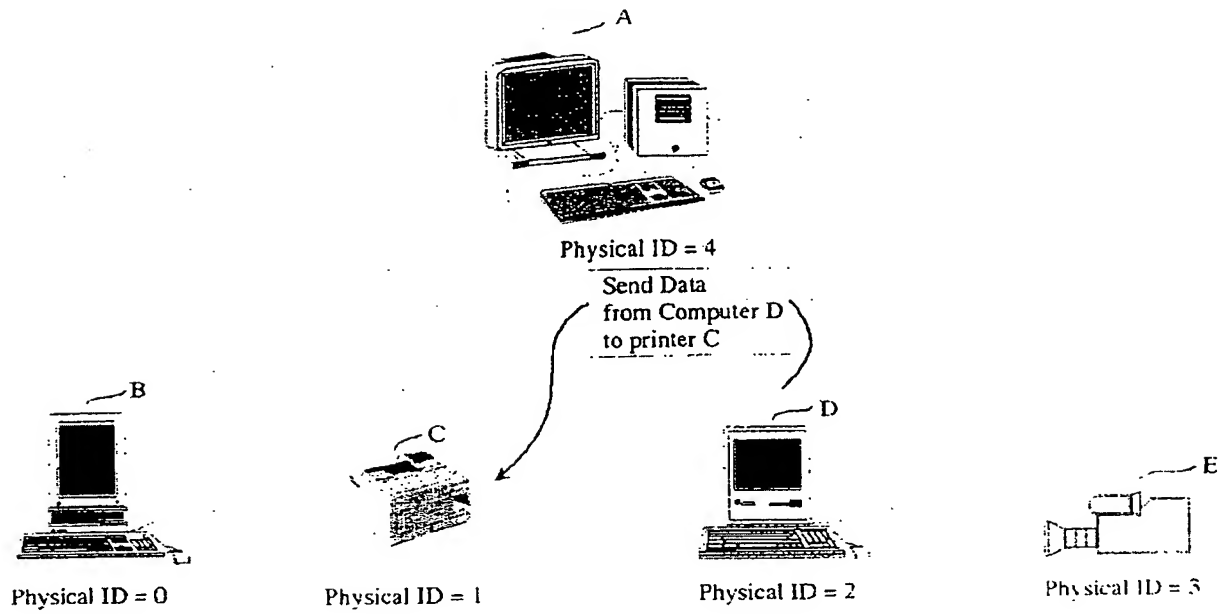 A
Physical ID = 4
Send Data
from Computer D
to printer C
B
C
D
E
Physical ID = 0
Physical ID = 1
Physical ID = 2
Physical ID = 3